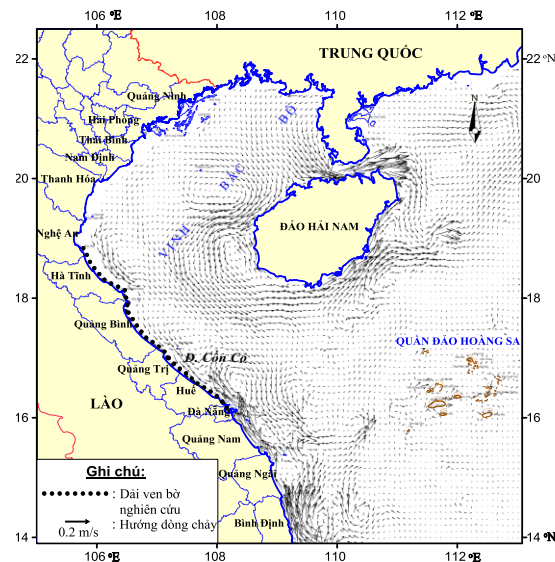 106 °E 108 110 112 °E
22 22 °N
TRUNG QUỐC
N
Quảng Ninh
Hải Phòng
BỘ
Thái Bình
Nam Định
20 20
Thanh Hóa
BẮC
ĐẢO HẢI NAM
Nghệ An
VỊNH
Hà Tĩnh
18 18
Quảng Bình
QUẦN ĐẢO HOÀNG SA
Đ. Cồn Cỏ
Quảng Trị
Huế
LÀO
Đà Nẵng
16
Quảng Nam
Ghi chú:
Quảng Ngãi
: Dải ven bờ
nghiên cứu
: Hướng dòng chảy
0.2 m/s
Bình Định
14 14 °N
106 °E 108 110 112 °E